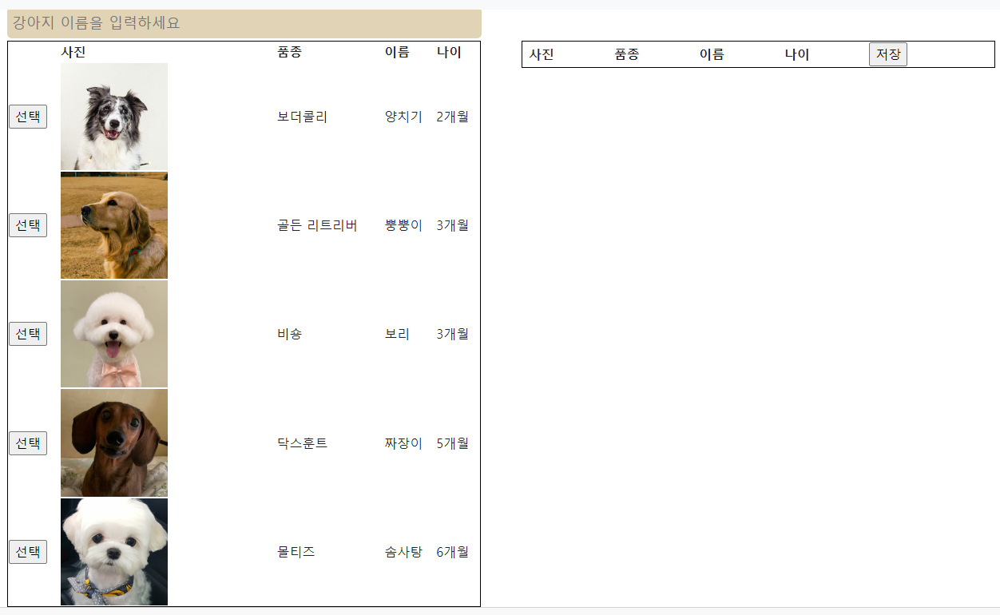 강아지 이름을 입력하세요
사진 품종 이름 나이
선택 보더콜리 양치기 2개월
선택 골든 리트리버 뿡뿡이 3개월
선택 비숑 보리 3개월
선택 닥스훈트 짜장이 5개월
선택 몰티즈 솜사탕 6개월
사진 품종 이름 나이 저장